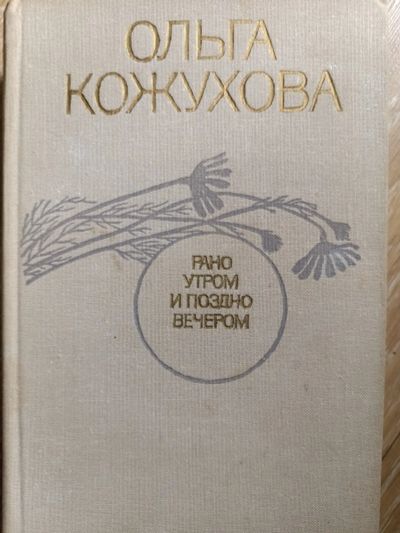 ОЛЬГА
КОЖУХОВА
РАНО
УТРОМ
И ПОЗДНО
ВЕЧЕРОМ